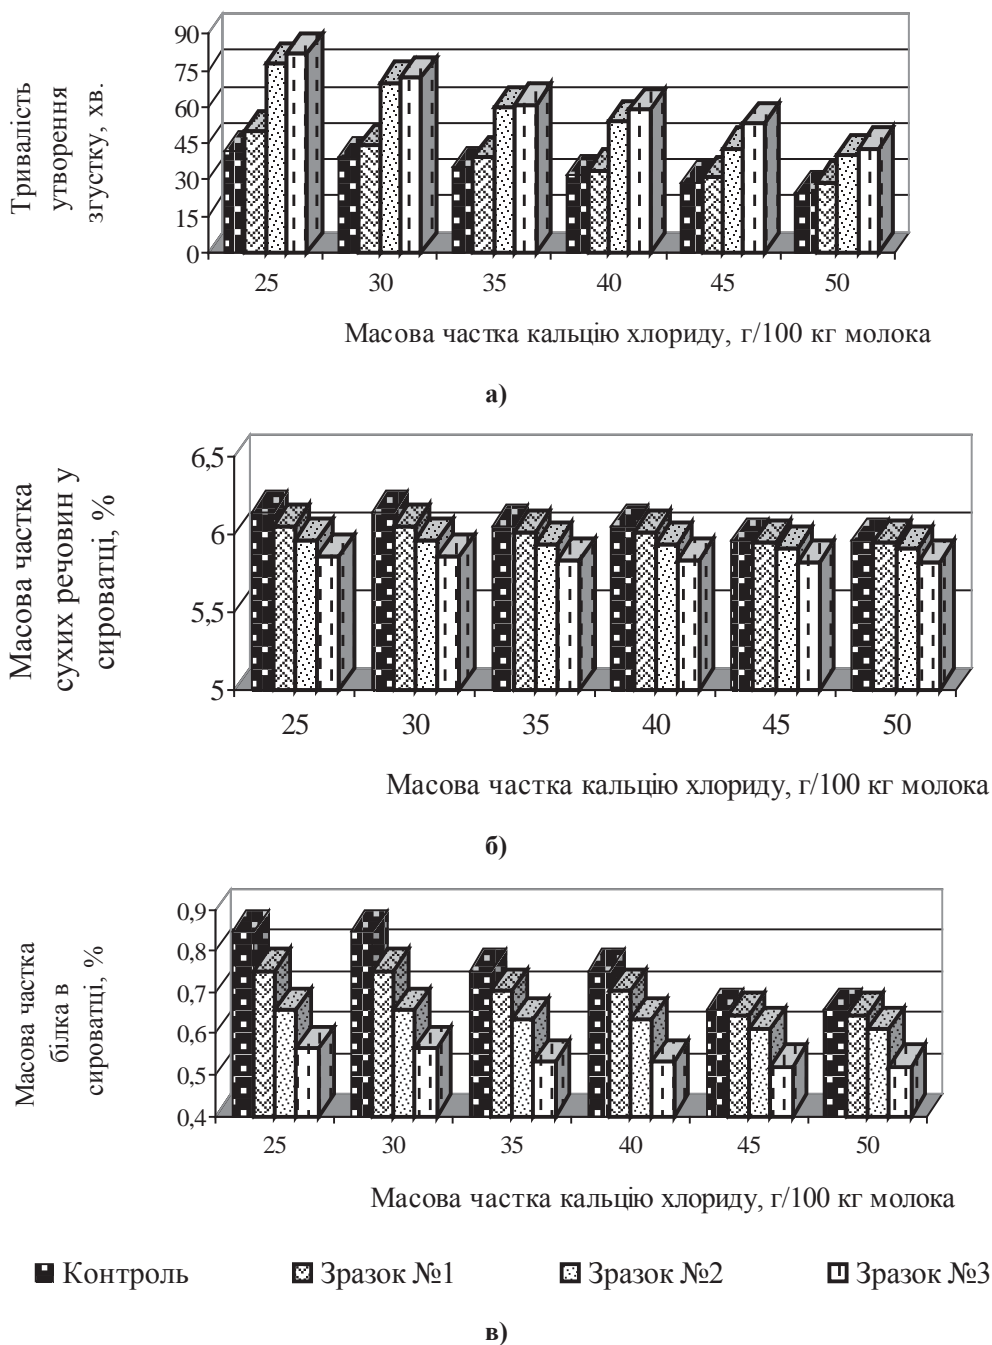 90
75
60
45
30
15
0
Тривалість
утворення
згустку, хв.
25 30 35 40 45 50
Масова частка кальцію хлориду, г/100 кг молока
а)
6,5
6
5,5
5
Масова частка
сухих речовин у
сироватці, %
25 30 35 40 45 50
Масова частка кальцію хлориду, г/100 кг молока
б)
0,9
0,8
0,7
0,6
0,5
0,4
Масова частка
білка в
сироватці, %
25 30 35 40 45 50
Масова частка кальцію хлориду, г/100 кг молока
Контроль Зразок №1 Зразок №2 Зразок №3
в)